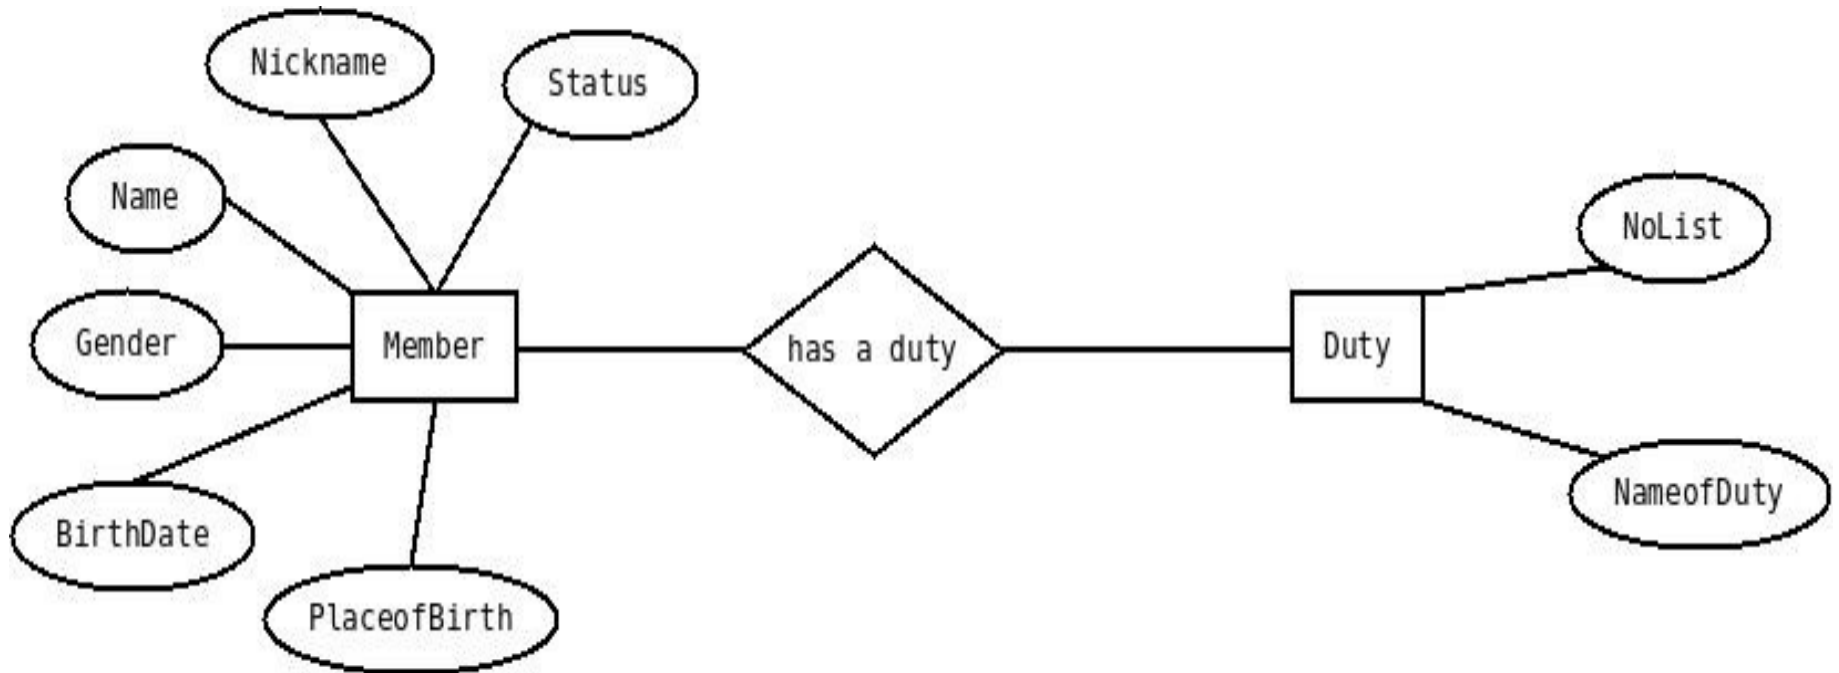 Nickname
Status
Name
NoList
Gender
Member
has a duty
Duty
BirthDate
NameofDuty
PlaceofBirth